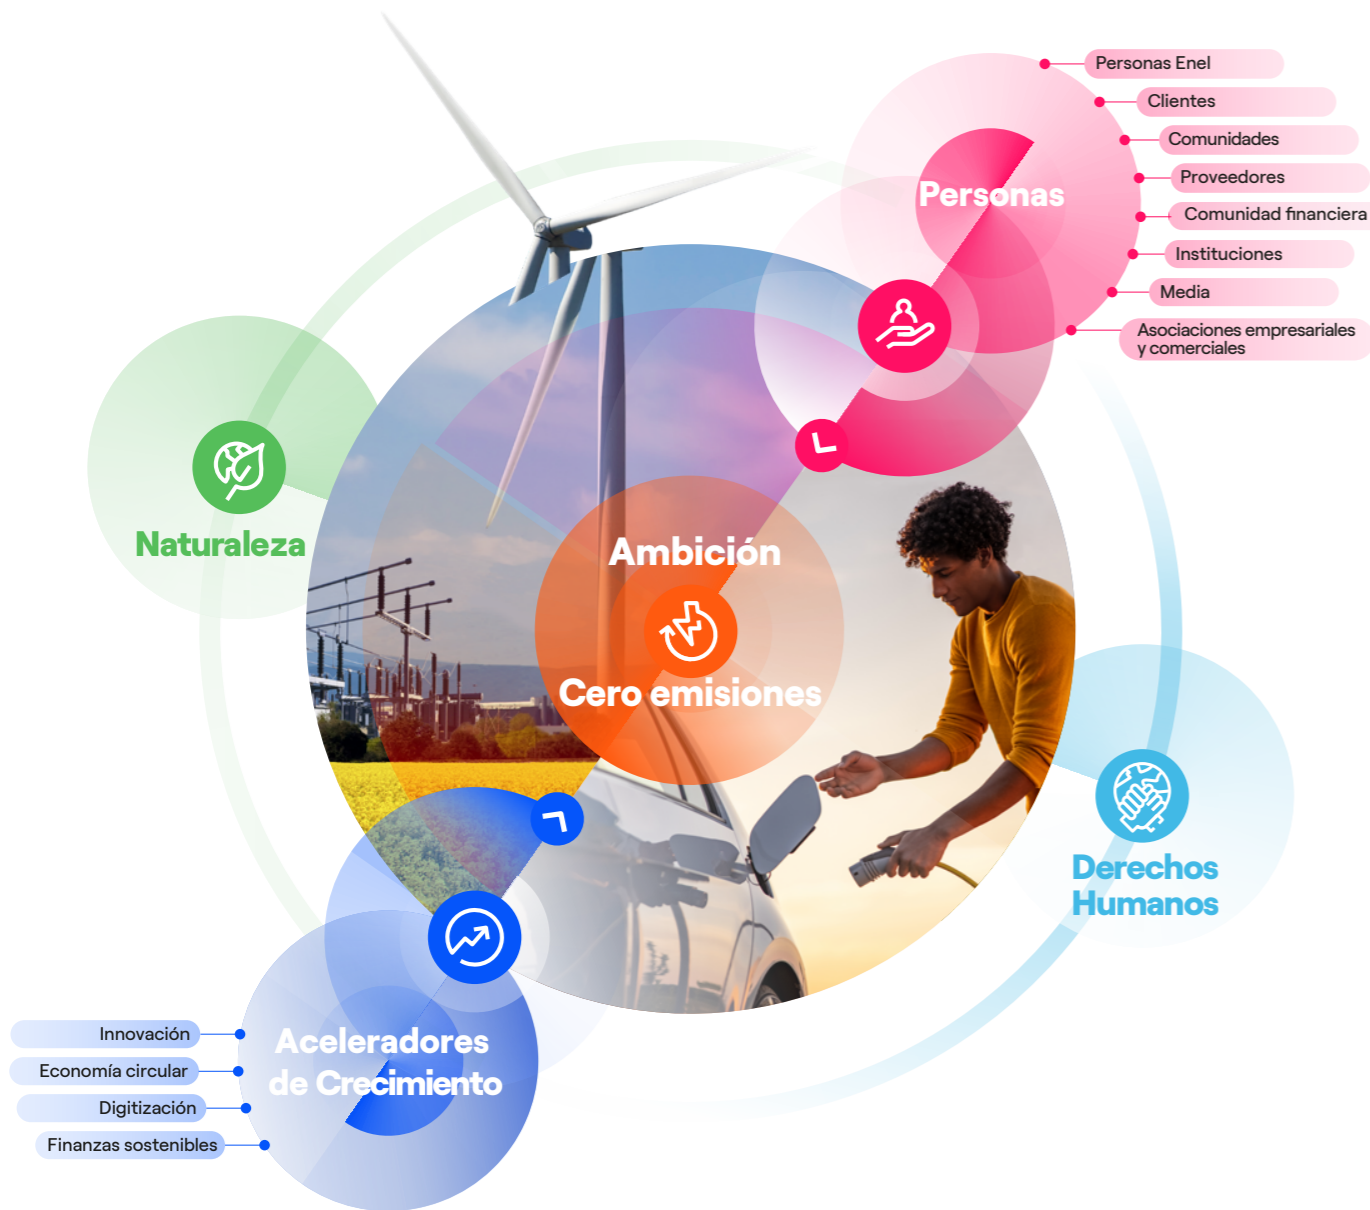 Personas Enel
Clientes
Comunidades
Personas
Proveedores
Comunidad financiera
Instituciones
Media
Asociaciones empresariales
y comerciales
Naturaleza
Ambición
Cero emisiones
Derechos
Humanos
Aceleradores
de Crecimiento
Innovación
Economía circular
Digitización
Finanzas sostenibles